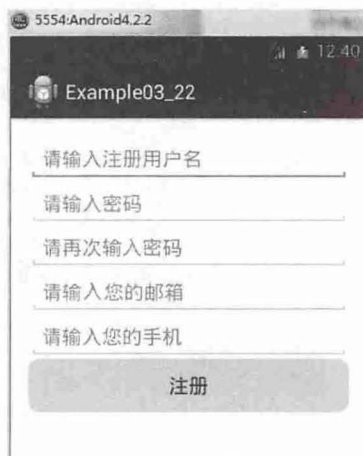 5554:Android4.2.2
12:40
Example03_22
请输入注册用户名
请输入密码
请再次输入密码
请输入您的邮箱
请输入您的手机
注册